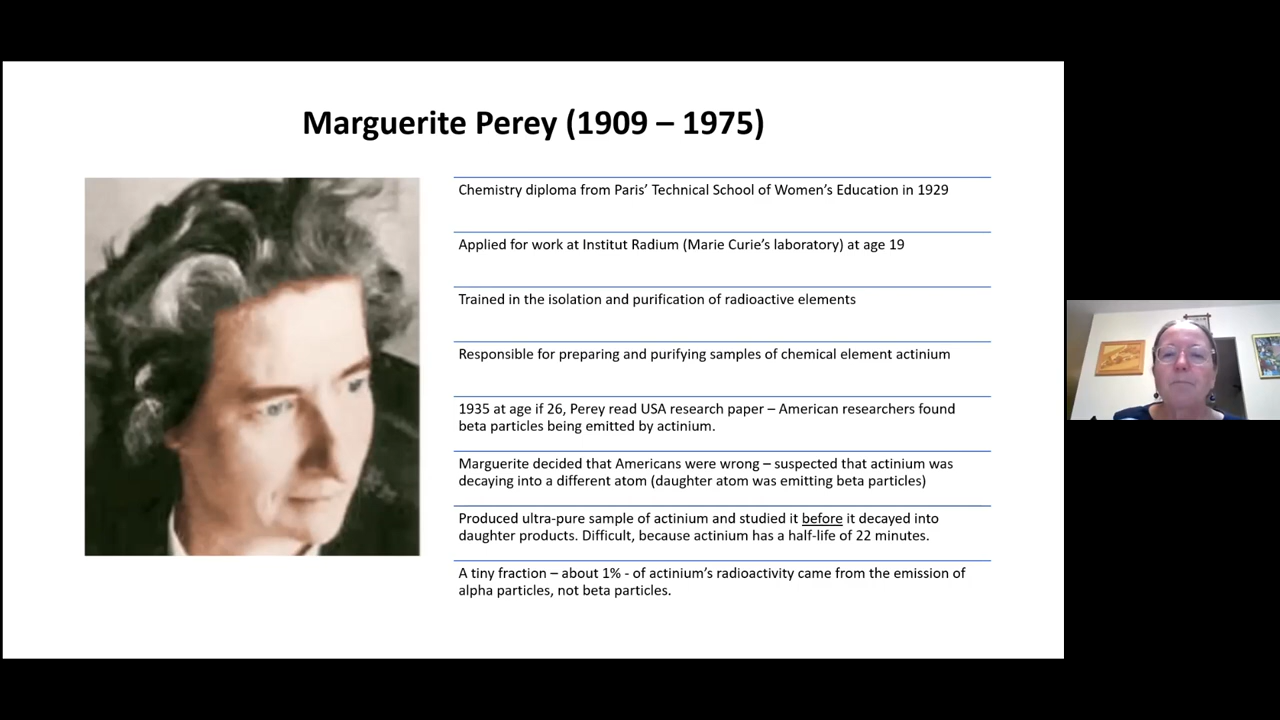 Marguerite Perey (1909 – 1975)
Chemistry diploma from Paris’ Technical School of Women’s Education in 1929
Applied for work at Institut Radium (Marie Curie’s laboratory) at age 19
Trained in the isolation and purification of radioactive elements
Responsible for preparing and purifying samples of chemical element actinium
1935 at age if 26, Perey read USA research paper – American researchers found
beta particles being emitted by actinium.
Marguerite decided that Americans were wrong – suspected that actinium was
decaying into a different atom (daughter atom was emitting beta particles)
Produced ultra-pure sample of actinium and studied it before it decayed into
daughter products. Difficult, because actinium has a half-life of 22 minutes.
A tiny fraction – about 1% - of actinium’s radioactivity came from the emission of
alpha particles, not beta particles.